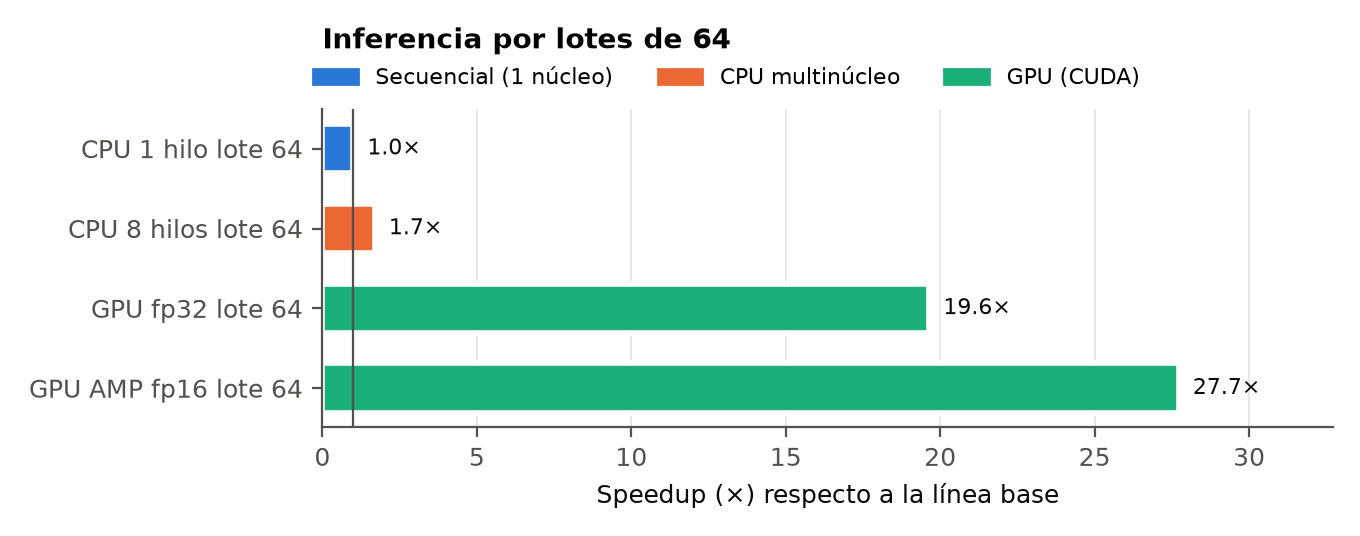 Inferencia por lotes de 64
Secuencial (1 núcleo) CPU multinúcleo GPU (CUDA)
CPU 1 hilo lote 64 1.0×
CPU 8 hilos lote 64 1.7×
GPU fp32 lote 64 19.6×
GPU AMP fp16 lote 64 27.7×
0 5 10 15 20 25 30
Speedup (×) respecto a la línea base